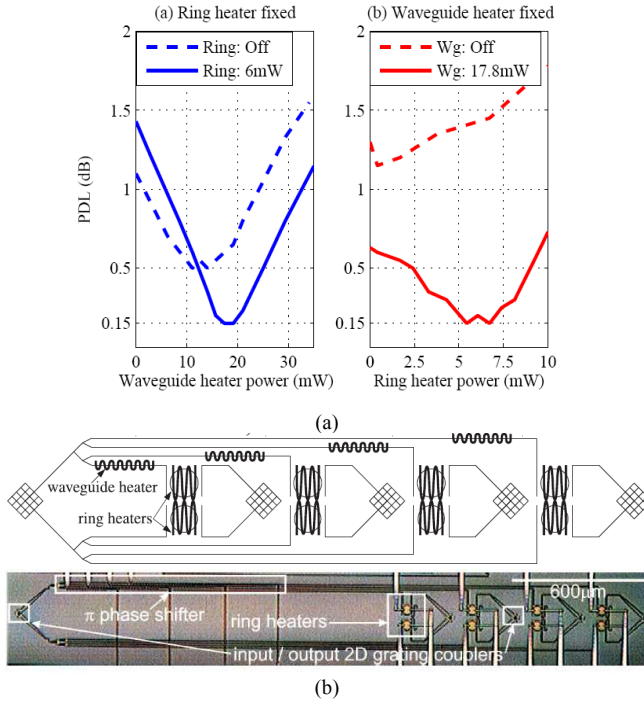 (a) Ring heater fixed
(b) Waveguide heater fixed
2
1.5
1
0.5
0.15
PDL (dB)
Ring: Off
Ring: 6mW
0 10 20 30
Waveguide heater power (mW)
2
1.5
1
0.5
0.15
Wg: Off
Wg: 17.8mW
0 2.5 5 7.5 10
Ring heater power (mW)
(a)
waveguide heater
ring heaters
600µm
π phase shifter
ring heaters
input / output 2D grating couplers
(b)